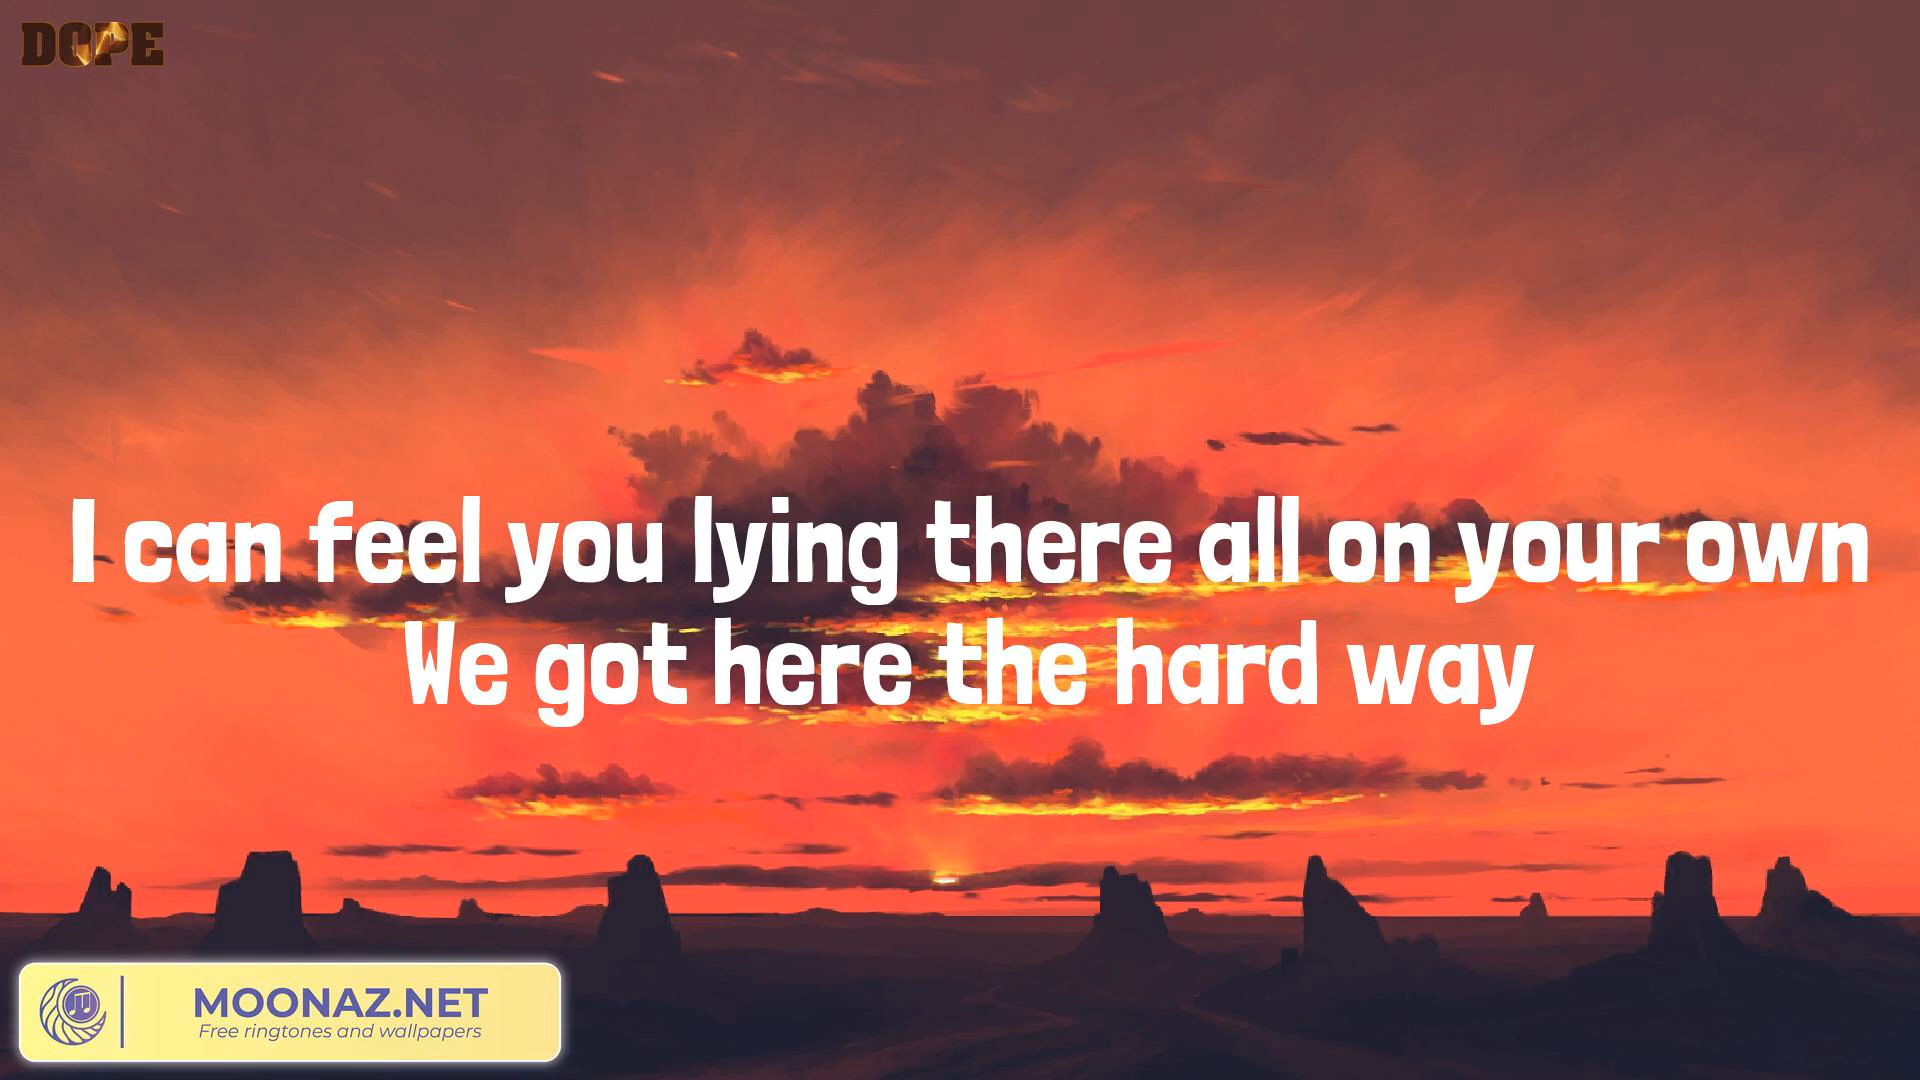 DOPE
I can feel you lying there all on your own
We got here the hard way
MOONAZ.NET
Free ringtones and wallpapers